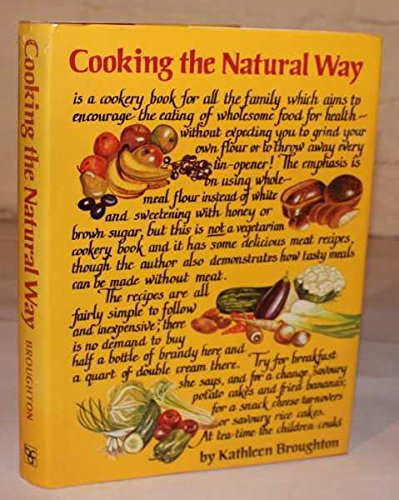 Cooking the Natural Way
BROUGHTON
Cooking the Natural Way
is a cookery book for all the family which aims to
encourage the eating of wholesome food for health—
without expecting you to grind your
own flour or to throw away every
tin-opener! The emphasis is
on using whole-
meal flour instead of white
and sweetening with honey or
brown sugar, but this is not a vegetarian
cookery book and it has some delicious meat recipes,
though the author also demonstrates how tasty meals
can be made without meat.
The recipes are all
fairly simple to follow
and inexpensive; there
is no demand to buy
half a bottle of brandy here and
a quart of double cream there.
Try for breakfast
she says, and for a change, savoury
potato cakes and fried bananas;
for a snack cheese turnovers
or savoury rice cakes.
At tea-time the children could
by Kathleen Broughton